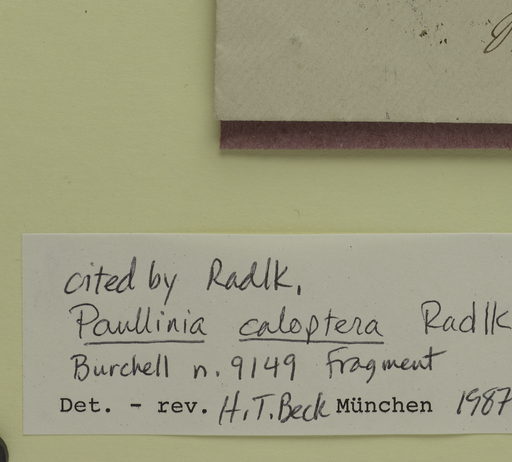 cited by Radlk.
Paullinia caloptera Radlk
Burchell n. 9149 Fragment
Det. - rev. H.T.Beck München 1987